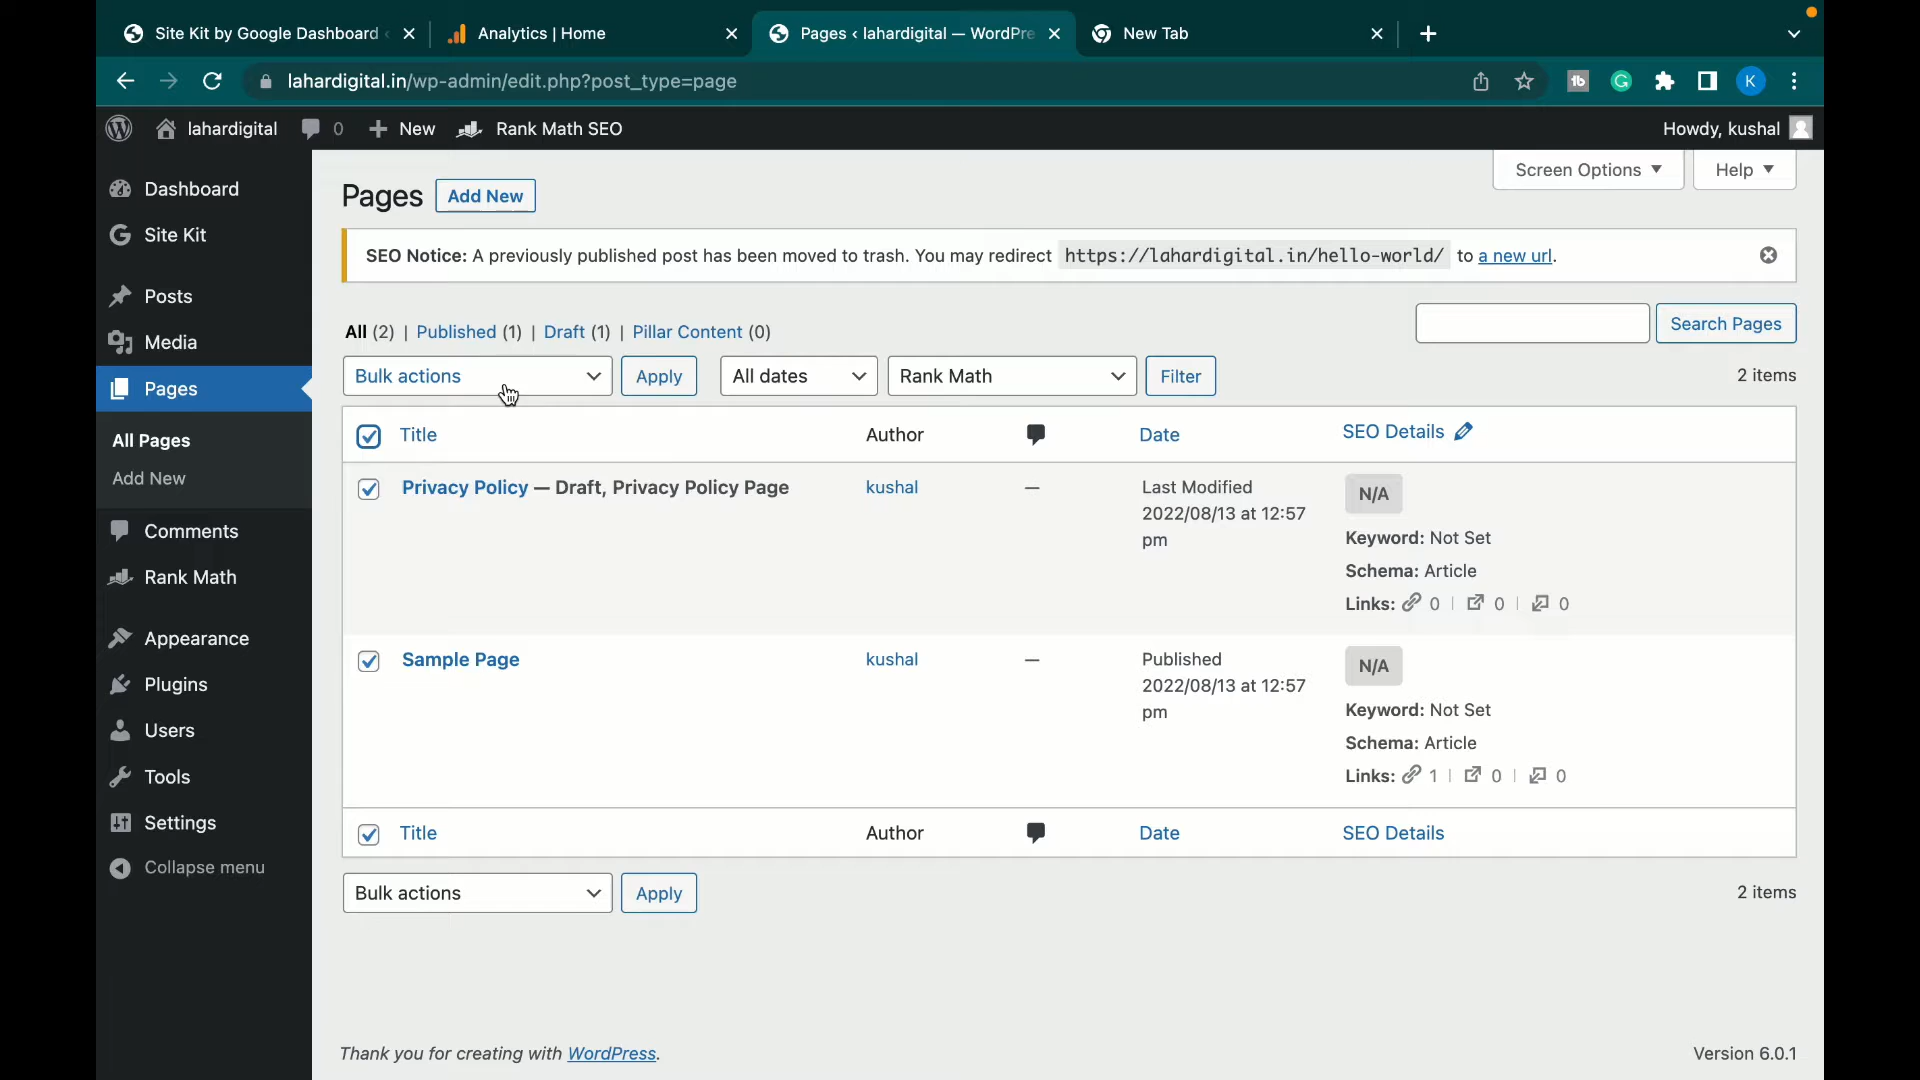 Site Kit by Google Dashboard
Analytics | Home
Pages ‹ lahardigital — WordPre
New Tab
lahardigital.in/wp-admin/edit.php?post_type=page
K
lahardigital
0
New
Rank Math SEO
Howdy, kushal
Dashboard
Site Kit
Posts
Media
Pages
All Pages
Add New
Comments
Rank Math
Appearance
Plugins
Users
Tools
Settings
Collapse menu
Screen Options
Help
Pages
Add New
SEO Notice: A previously published post has been moved to trash. You may redirect https://lahardigital.in/hello-world/ to a new url.
All (2) | Published (1) | Draft (1) | Pillar Content (0)
Search Pages
Bulk actions
Apply
All dates
Rank Math
Filter
2 items
Title
Author
Date
SEO Details
Privacy Policy — Draft, Privacy Policy Page
kushal
—
Last Modified
2022/08/13 at 12:57
pm
N/A
Keyword: Not Set
Schema: Article
Links: 0 | 0 | 0
Sample Page
kushal
—
Published
2022/08/13 at 12:57
pm
N/A
Keyword: Not Set
Schema: Article
Links: 1 | 0 | 0
Title
Author
Date
SEO Details
Bulk actions
Apply
2 items
Thank you for creating with WordPress.
Version 6.0.1